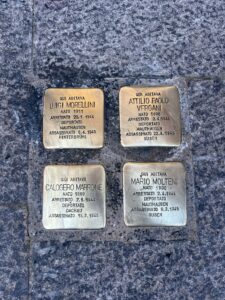 QUI ABITAVA
LUIGI MORELLINI
NATO 1911
ARRESTATO
DEPORTATO
MAUTHAUSEN
ASSASSINATO
QUI ABITAVA
ATTILIO PAOLO
VERGANI
NATO
ARRESTATO
DEPORTATO
MAUTHAUSEN
ASSASSINATO
GUSEN
QUI ABITAVA
CALOGERO MARRONE
NATO
ARRESTATO
DEPORTATO
DACHAU
ASSASSINATO
QUI ABITAVA
MARIO MOLTENI
NATO
ARRESTATO
DEPORTATO
MAUTHAUSEN
ASSASSINATO
GUSEN